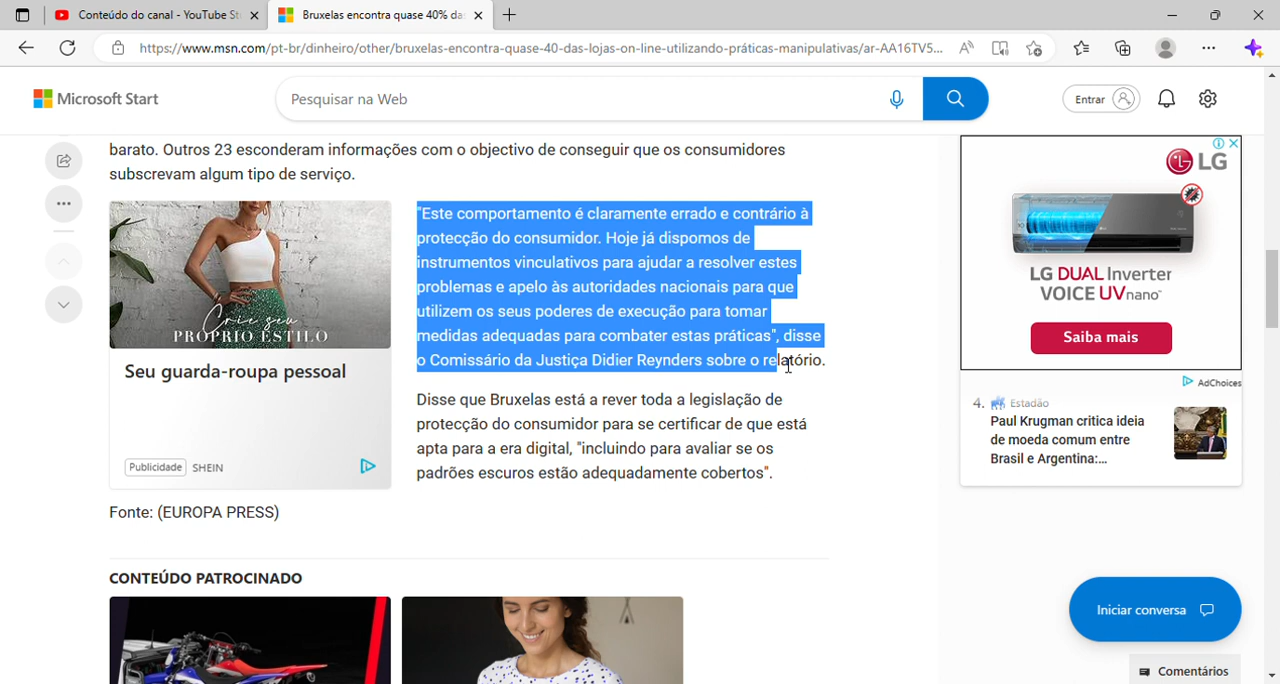 Conteúdo do canal - YouTube St
Bruxelas encontra quase 40% das
https://www.msn.com/pt-br/dinheiro/other/bruxelas-encontra-quase-40-das-lojas-on-line-utilizando-práticas-manipulativas/ar-AA16TV5...
Microsoft Start
Pesquisar na Web
Entrar
barato. Outros 23 esconderam informações com o objectivo de conseguir que os consumidores
subscrevam algum tipo de serviço.
CRIE SEU
PRÓPRIO ESTILO
Seu guarda-roupa pessoal
Publicidade SHEIN
"Este comportamento é claramente errado e contrário à
protecção do consumidor. Hoje já dispomos de
instrumentos vinculativos para ajudar a resolver estes
problemas e apelo às autoridades nacionais para que
utilizem os seus poderes de execução para tomar
medidas adequadas para combater estas práticas", disse
o Comissário da Justiça Didier Reynders sobre o relatório.
Disse que Bruxelas está a rever toda a legislação de
protecção do consumidor para se certificar de que está
apta para a era digital, "incluindo para avaliar se os
padrões escuros estão adequadamente cobertos".
Fonte: (EUROPA PRESS)
CONTEÚDO PATROCINADO
LG
LG DUAL Inverter
VOICE UVnano™
Saiba mais
AdChoices
4. Estadão
Paul Krugman critica ideia
de moeda comum entre
Brasil e Argentina:...
Iniciar conversa
Comentários